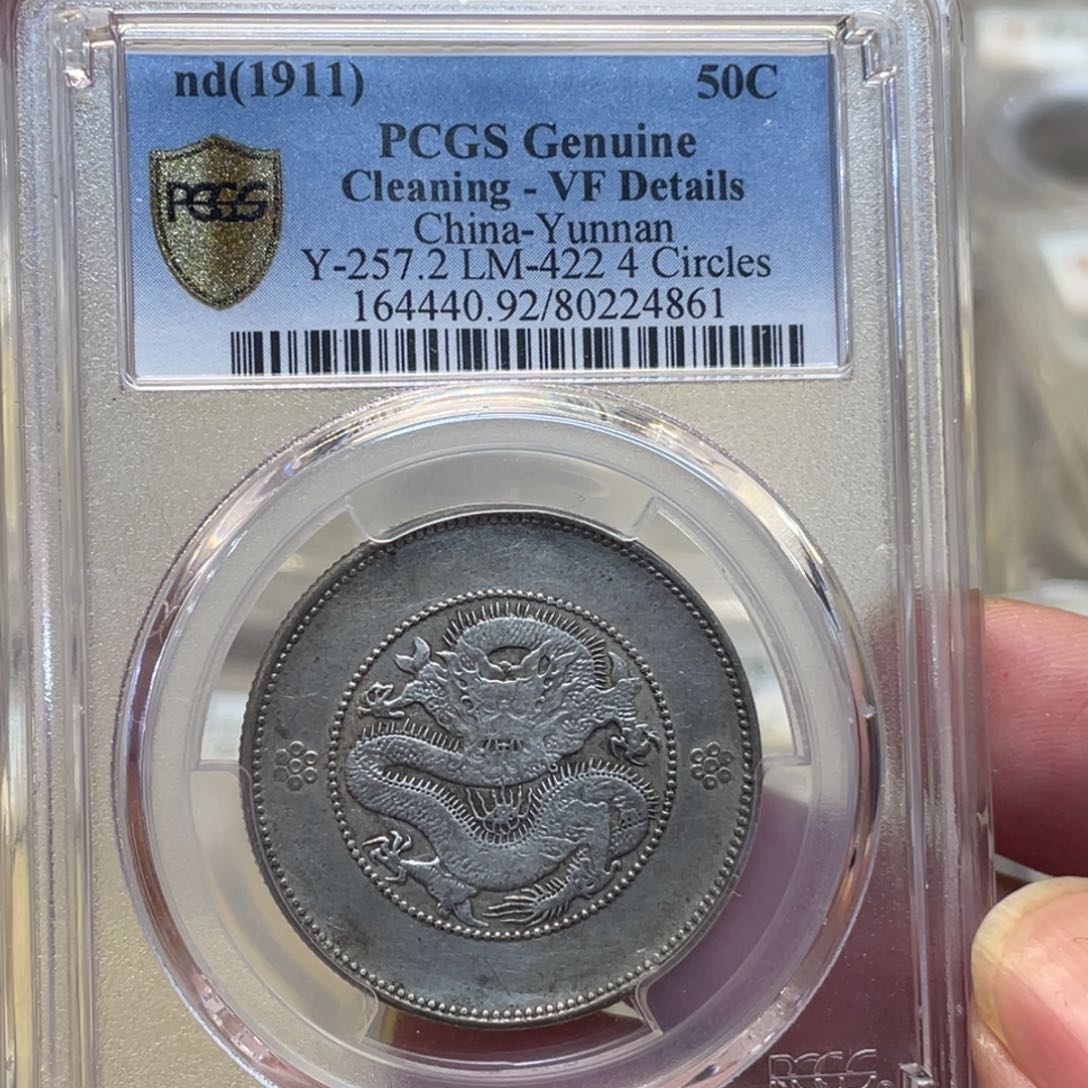 nd(1911) 50C
PCGS Genuine
PCGS
Cleaning - VF Details
China-Yunnan
Y-257.2 LM-422 4 Circles
164440.92/80224861
PCGS